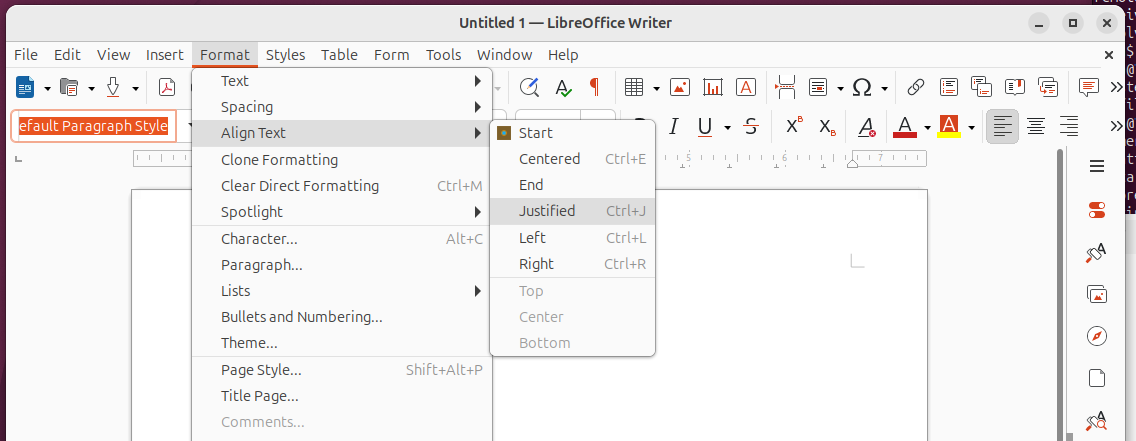 Untitled 1 — LibreOffice Writer
File Edit View Insert Format Styles Table Form Tools Window Help
efault Paragraph Style
Text
Spacing
Align Text
Clone Formatting
Clear Direct Formatting Ctrl+M
Spotlight
Character... Alt+C
Paragraph...
Lists
Bullets and Numbering...
Theme...
Page Style... Shift+Alt+P
Title Page...
Comments...
Start
Centered Ctrl+E
End
Justified Ctrl+J
Left Ctrl+L
Right Ctrl+R
Top
Center
Bottom
5 6 7